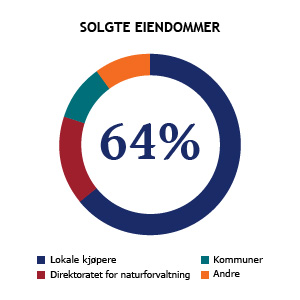 SOLGTE EIENDOMMER
64%
Lokale kjøpere
Kommuner
Direktoratet for naturforvaltning
Andre